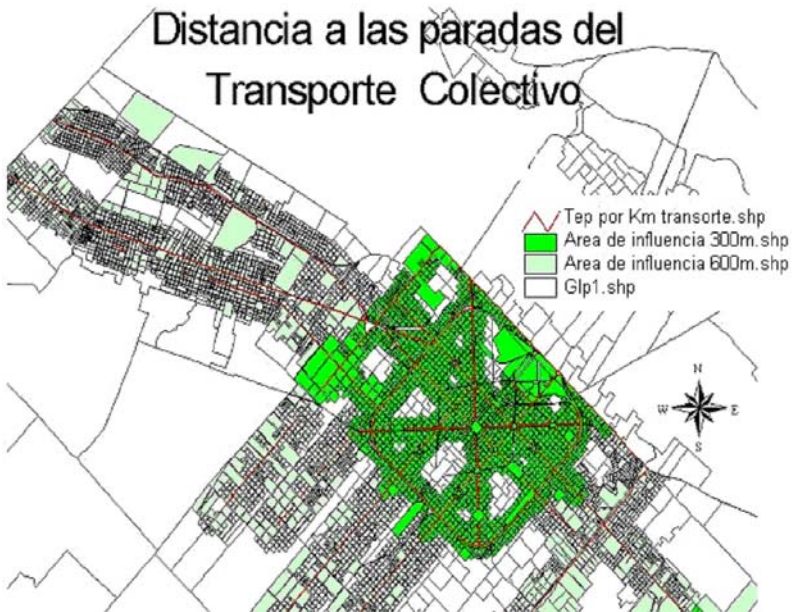 Distancia a las paradas del
Transporte Colectivo
Tep por Km transorte.shp
Area de influencia 300m.shp
Area de influencia 600m.shp
Glp1.shp
N
W E
S